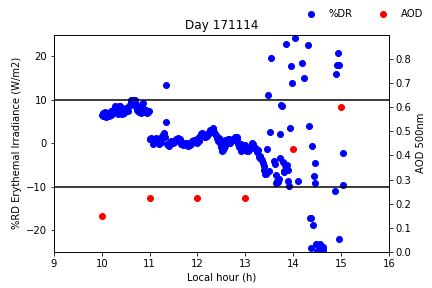 %DR AOD
Day 171114
%RD Erythemal Irradiance (W/m2)
20
10
0
−10
−20
0.8
0.7
0.6
0.5
0.4
0.3
0.2
0.1
0.0
AOD 500nm
9 10 11 12 13 14 15 16
Local hour (h)